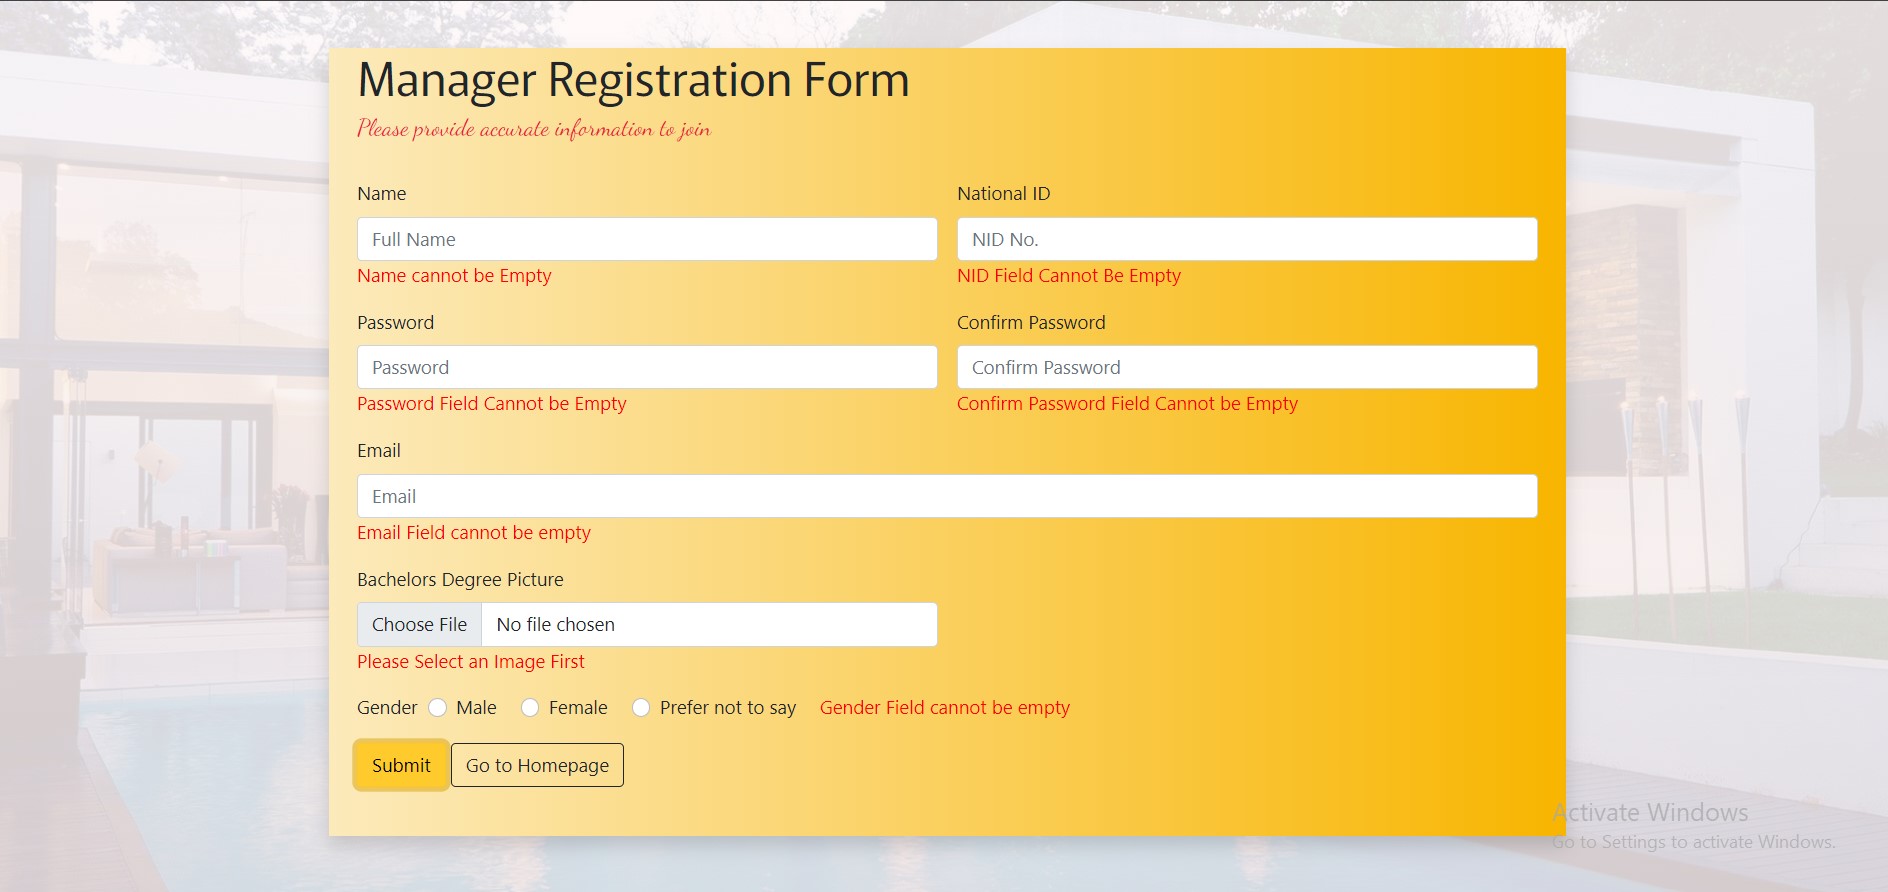 Manager Registration Form
Please provide accurate information to join
Name
National ID
Full Name
NID No.
Name cannot be Empty
NID Field Cannot Be Empty
Password
Confirm Password
Password
Confirm Password
Password Field Cannot be Empty
Confirm Password Field Cannot be Empty
Email
Email
Email Field cannot be empty
Bachelors Degree Picture
Choose File No file chosen
Please Select an Image First
Gender Male Female Prefer not to say Gender Field cannot be empty
Submit Go to Homepage
Activate Windows
Go to Settings to activate Windows.